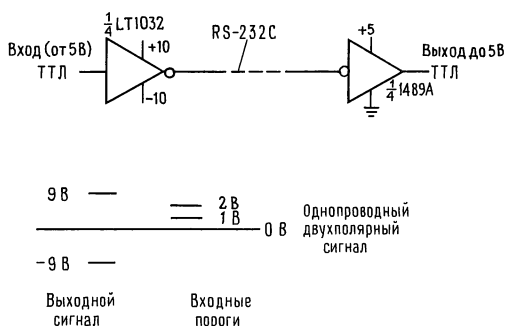 1/4 LT1032
RS-232C
Вход (от 5В)
ТТЛ
+10
-10
+5
Выход до 5В
ТТЛ
1/4 1489A
9 В
2 В
1 В
0 В
-9 В
Однопроводный
двухполярный
сигнал
Выходной
сигнал
Входные
пороги